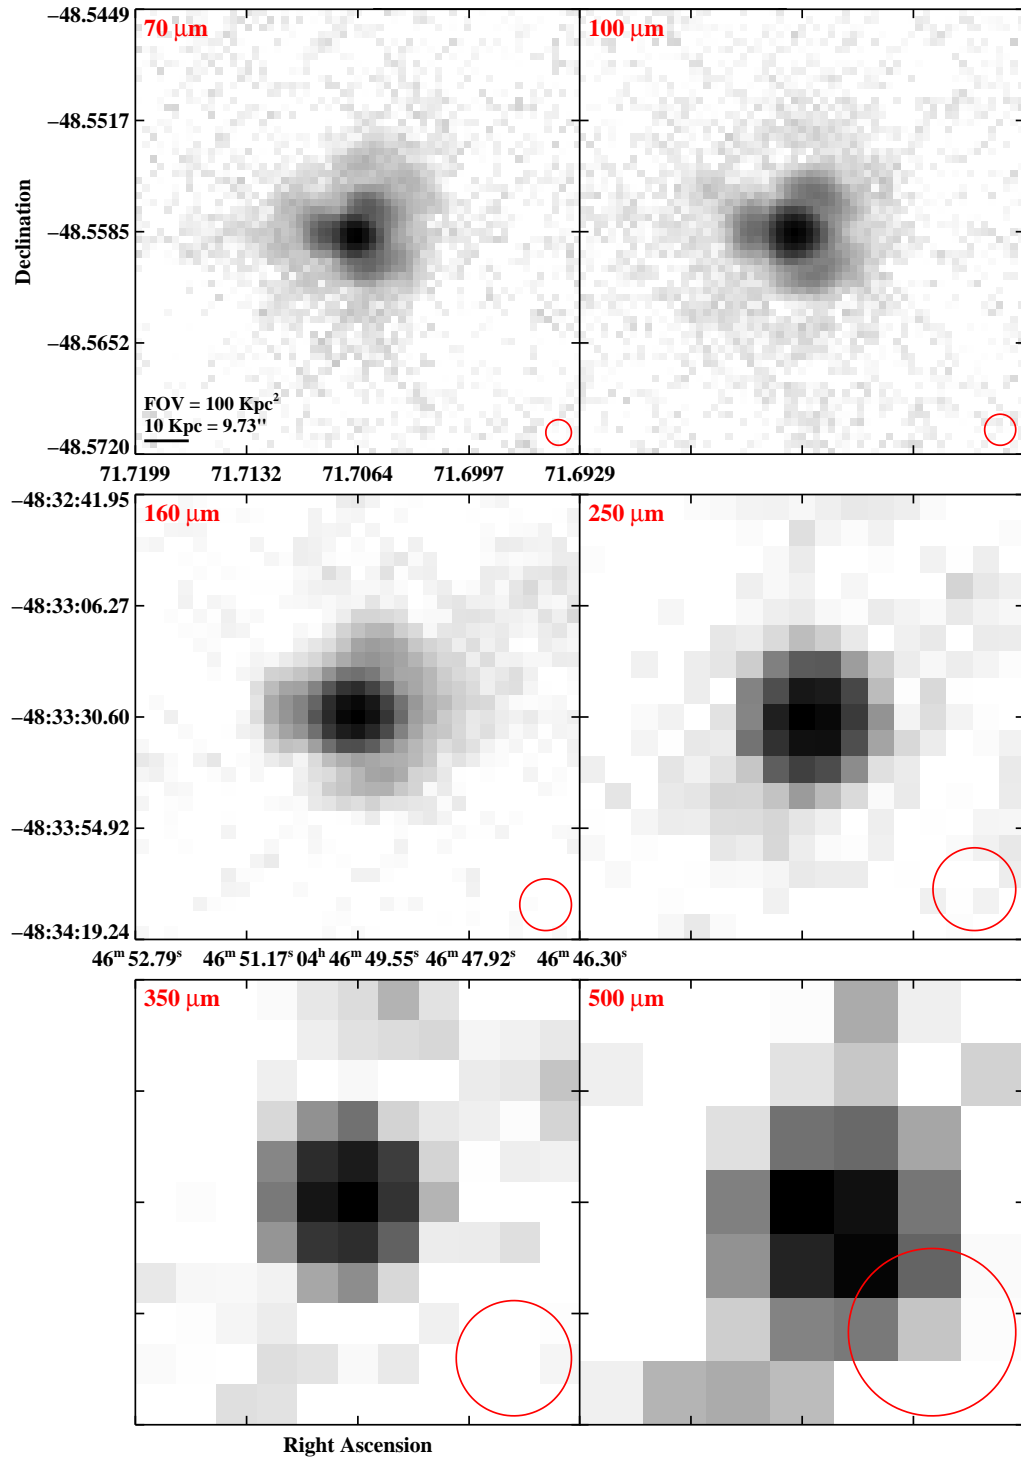 70 μm
100 μm
−48.5449
−48.5517
−48.5585
−48.5652
−48.5720
Declination
FOV = 100 Kpc²
10 Kpc = 9.73"
71.7199 71.7132 71.7064 71.6997 71.6929
160 μm
250 μm
−48:32:41.95
−48:33:06.27
−48:33:30.60
−48:33:54.92
−48:34:19.24
46ᵐ 52.79ˢ 46ᵐ 51.17ˢ 04ʰ 46ᵐ 49.55ˢ 46ᵐ 47.92ˢ 46ᵐ 46.30ˢ
350 μm
500 μm
Right Ascension